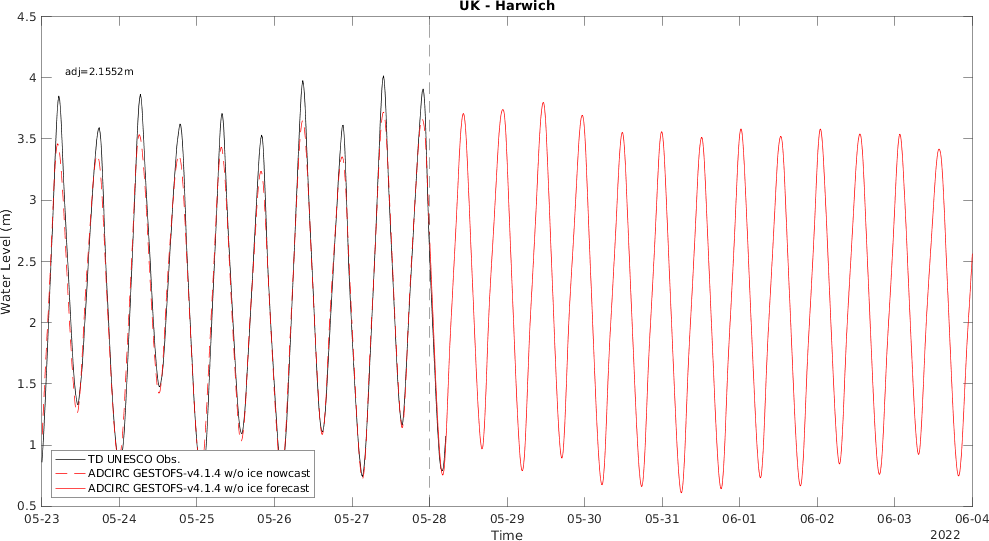 UK - Harwich
4.5
4
3.5
3
2.5
2
1.5
1
0.5
Water Level (m)
adj=2.1552m
TD UNESCO Obs.
ADCIRC GESTOFS-v4.1.4 w/o ice nowcast
ADCIRC GESTOFS-v4.1.4 w/o ice forecast
05-23 05-24 05-25 05-26 05-27 05-28 05-29 05-30 05-31 06-01 06-02 06-03 06-04
Time
2022